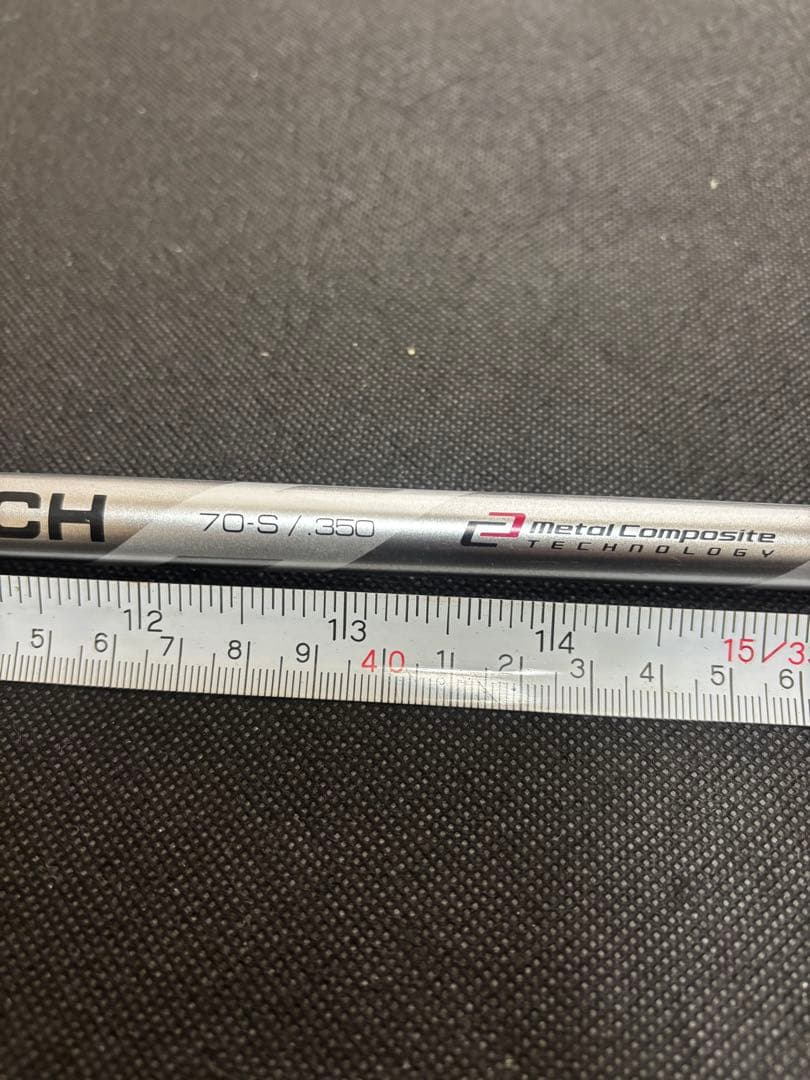 CH 70-S / .350 Metal Composite
TECHNOLOGY
12 13 14 15/3
5 6 7 8 9 40 1 2 3 4 5 6